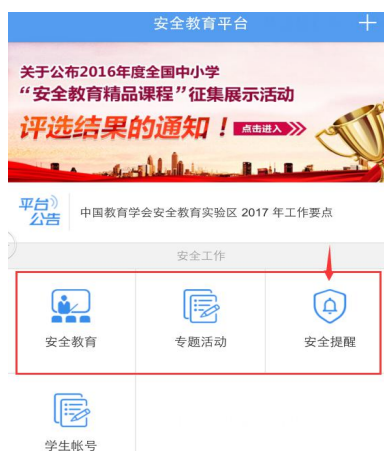 安全教育平台
关于公布2016年度全国中小学
“安全教育精品课程”征集展示活动
评选结果的通知！ 点击进入
平台 公告
中国教育学会安全教育实验区 2017 年工作要点
安全工作
安全教育 专题活动 安全提醒
学生帐号